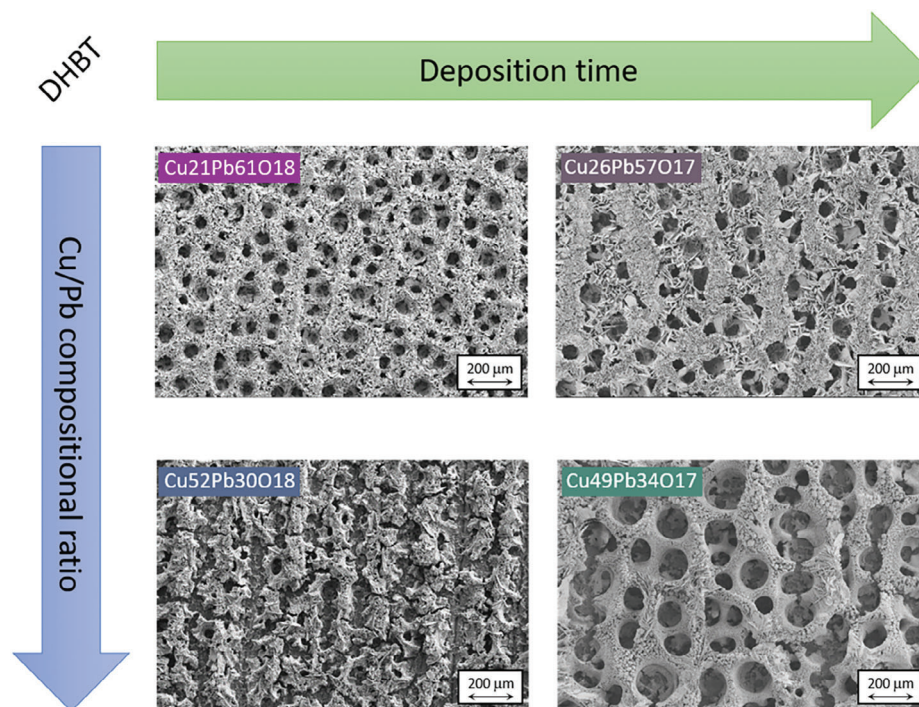 DHBT
Deposition time
Cu/Pb compositional ratio
Cu21Pb61O18
200 μm
Cu26Pb57O17
200 μm
Cu52Pb30O18
200 μm
Cu49Pb34O17
200 μm